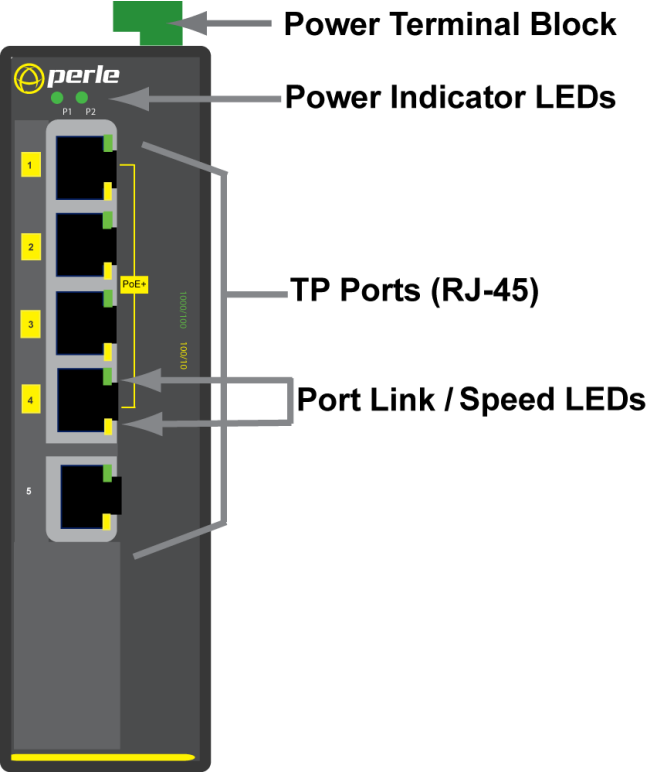 Power Terminal Block
perle
Power Indicator LEDs
P1 P2
1
2
PoE+
TP Ports (RJ-45)
1000/100
3
100/10
4
Port Link / Speed LEDs
5